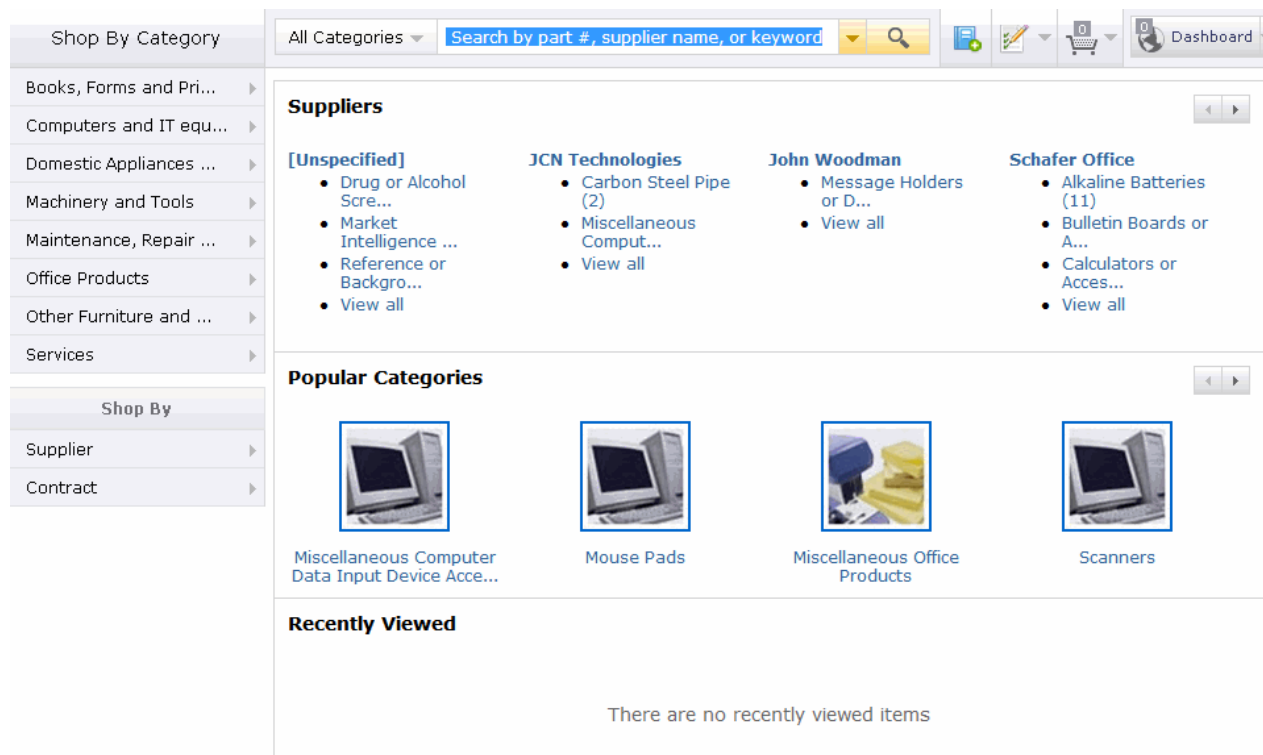 Shop By Category
All Categories
Search by part #, supplier name, or keyword
0
0
Dashboard
Books, Forms and Pri...
Computers and IT equ...
Domestic Appliances ...
Machinery and Tools
Maintenance, Repair ...
Office Products
Other Furniture and ...
Services
Shop By
Supplier
Contract
Suppliers
[Unspecified]
Drug or Alcohol
Scre...
Market
Intelligence ...
Reference or
Backgro...
View all
JCN Technologies
Carbon Steel Pipe
(2)
Miscellaneous
Comput...
View all
John Woodman
Message Holders
or D...
View all
Schafer Office
Alkaline Batteries
(11)
Bulletin Boards or
A...
Calculators or
Acces...
View all
Popular Categories
Miscellaneous Computer
Data Input Device Acce...
Mouse Pads
Miscellaneous Office
Products
Scanners
Recently Viewed
There are no recently viewed items